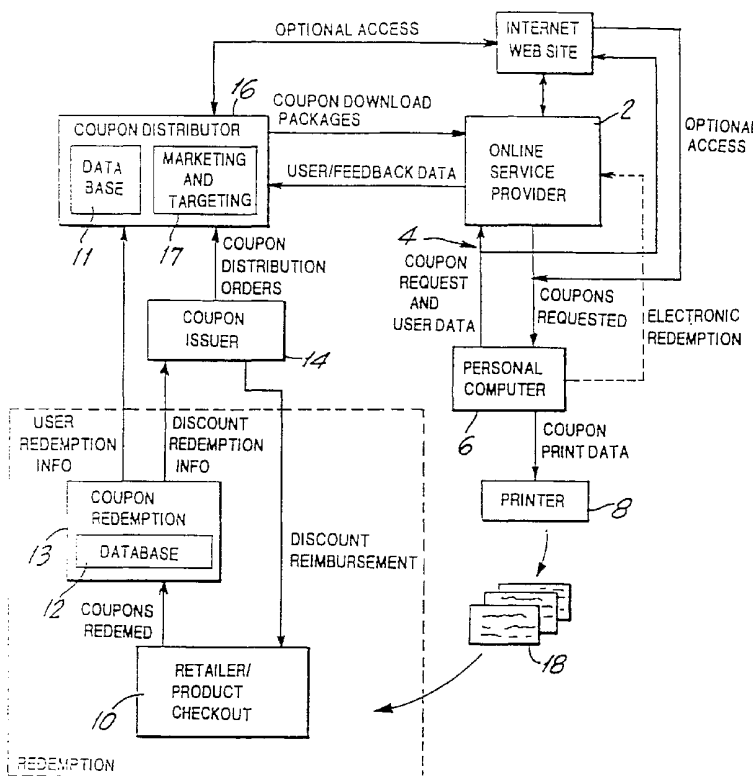 OPTIONAL ACCESS
INTERNET
WEB SITE
16
COUPON DISTRIBUTOR
DATA
BASE
MARKETING
AND
TARGETING
11
17
COUPON DOWNLOAD
PACKAGES
USER/FEEDBACK DATA
2
ONLINE
SERVICE
PROVIDER
OPTIONAL
ACCESS
COUPON
DISTRIBUTION
ORDERS
4
COUPON
REQUEST
AND
USER DATA
COUPONS
REQUESTED
ELECTRONIC
REDEMPTION
COUPON
ISSUER
14
PERSONAL
COMPUTER
6
USER
REDEMPTION
INFO
DISCOUNT
REDEMPTION
INFO
COUPON
PRINT DATA
COUPON
REDEMPTION
DATABASE
13
12
PRINTER
8
DISCOUNT
REIMBURSEMENT
COUPONS
REDEMED
18
RETAILER/
PRODUCT
CHECKOUT
10
REDEMPTION